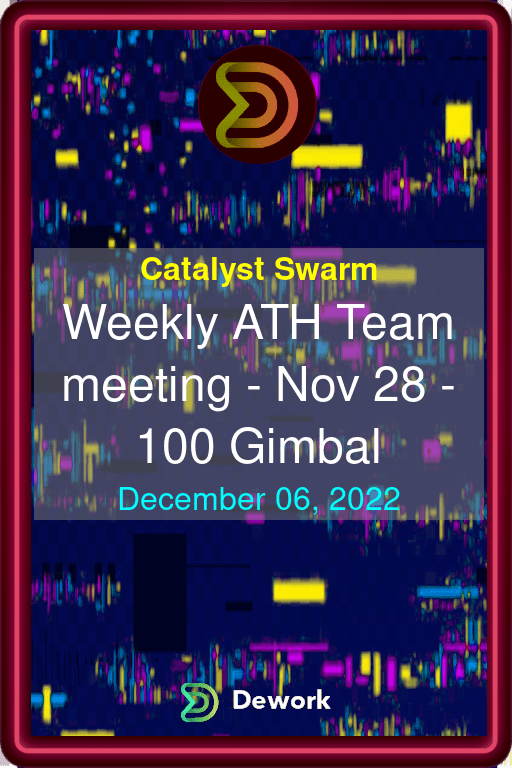 Catalyst Swarm
Weekly ATH Team
meeting - Nov 28 -
100 Gimbal
December 06, 2022
Dework